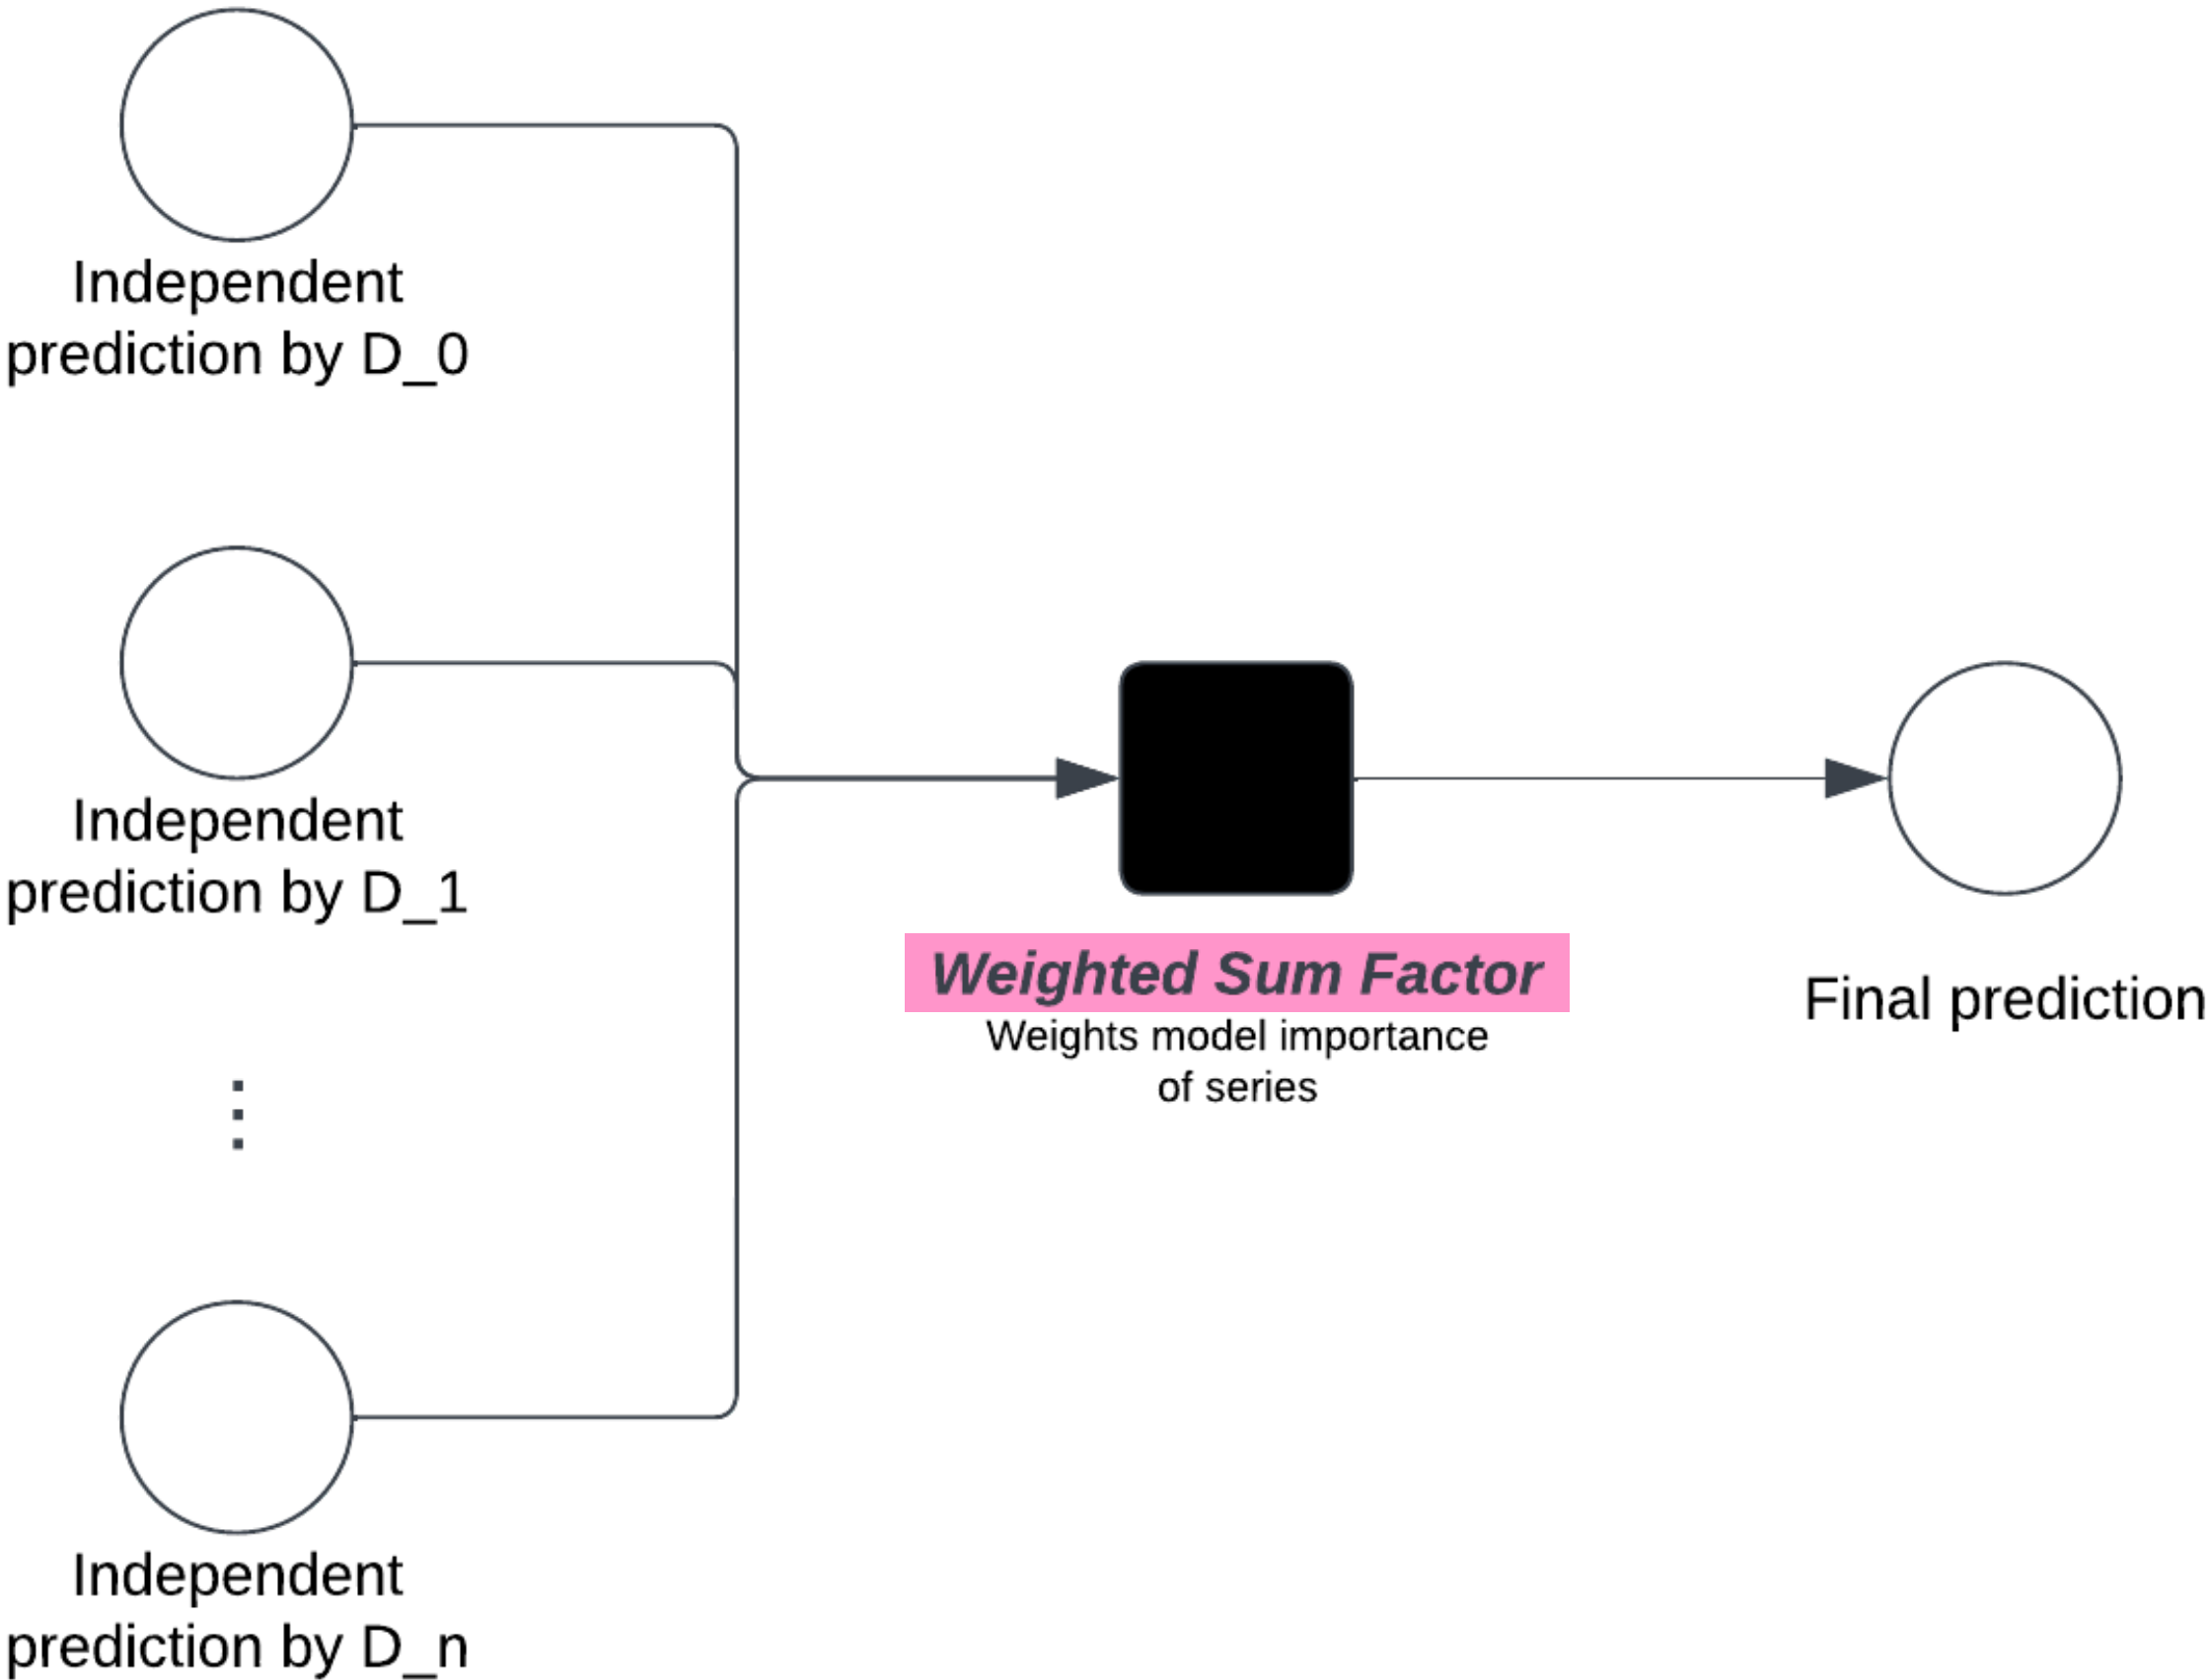 Independent
prediction by D_0
Independent
prediction by D_1
Weighted Sum Factor
Weights model importance
of series
Final prediction
Independent
prediction by D_n